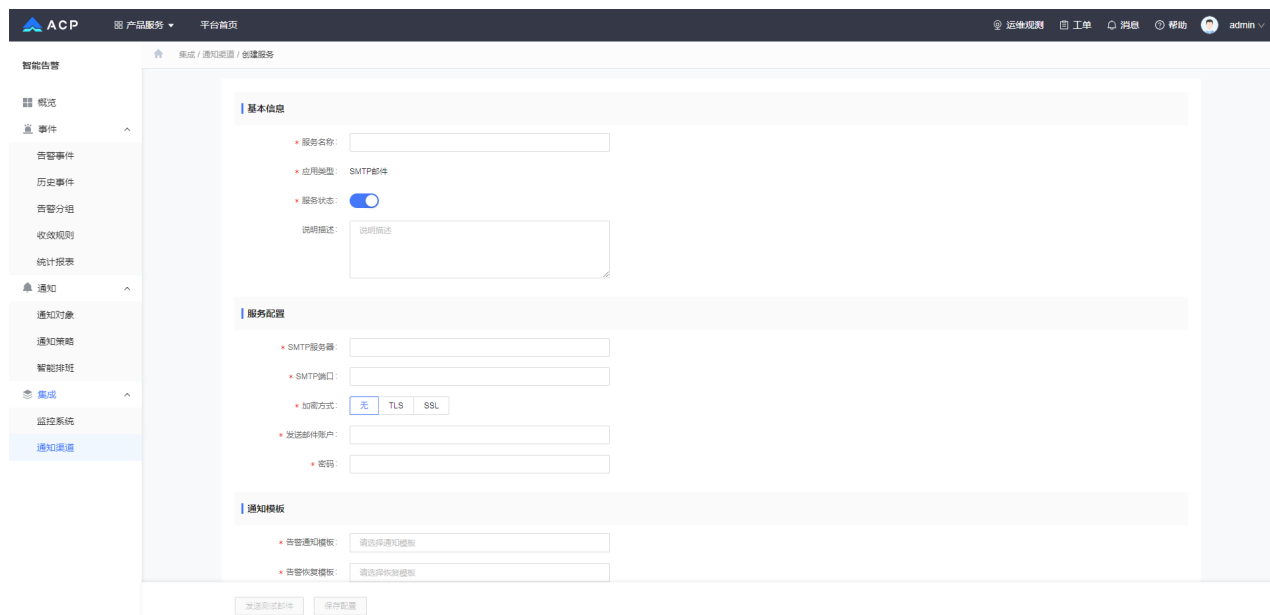 ACP 产品服务 平台首页 运维观测 工单 消息 帮助 admin
智能告警
概览
事件
告警事件
历史事件
告警分组
收敛规则
统计报表
通知
通知对象
通知策略
智能排班
集成
监控系统
通知渠道
集成 / 通知渠道 / 创建服务
基本信息
* 服务名称:
* 应用类型: SMTP邮件
* 服务状态:
说明描述: 说明描述
服务配置
* SMTP服务器:
* SMTP端口:
* 加密方式: 无 TLS SSL
* 发送邮件账户:
* 密码:
通知模板
* 告警通知模板: 请选择通知模板
* 告警恢复模板: 请选择恢复模板
发送测试邮件 保存配置